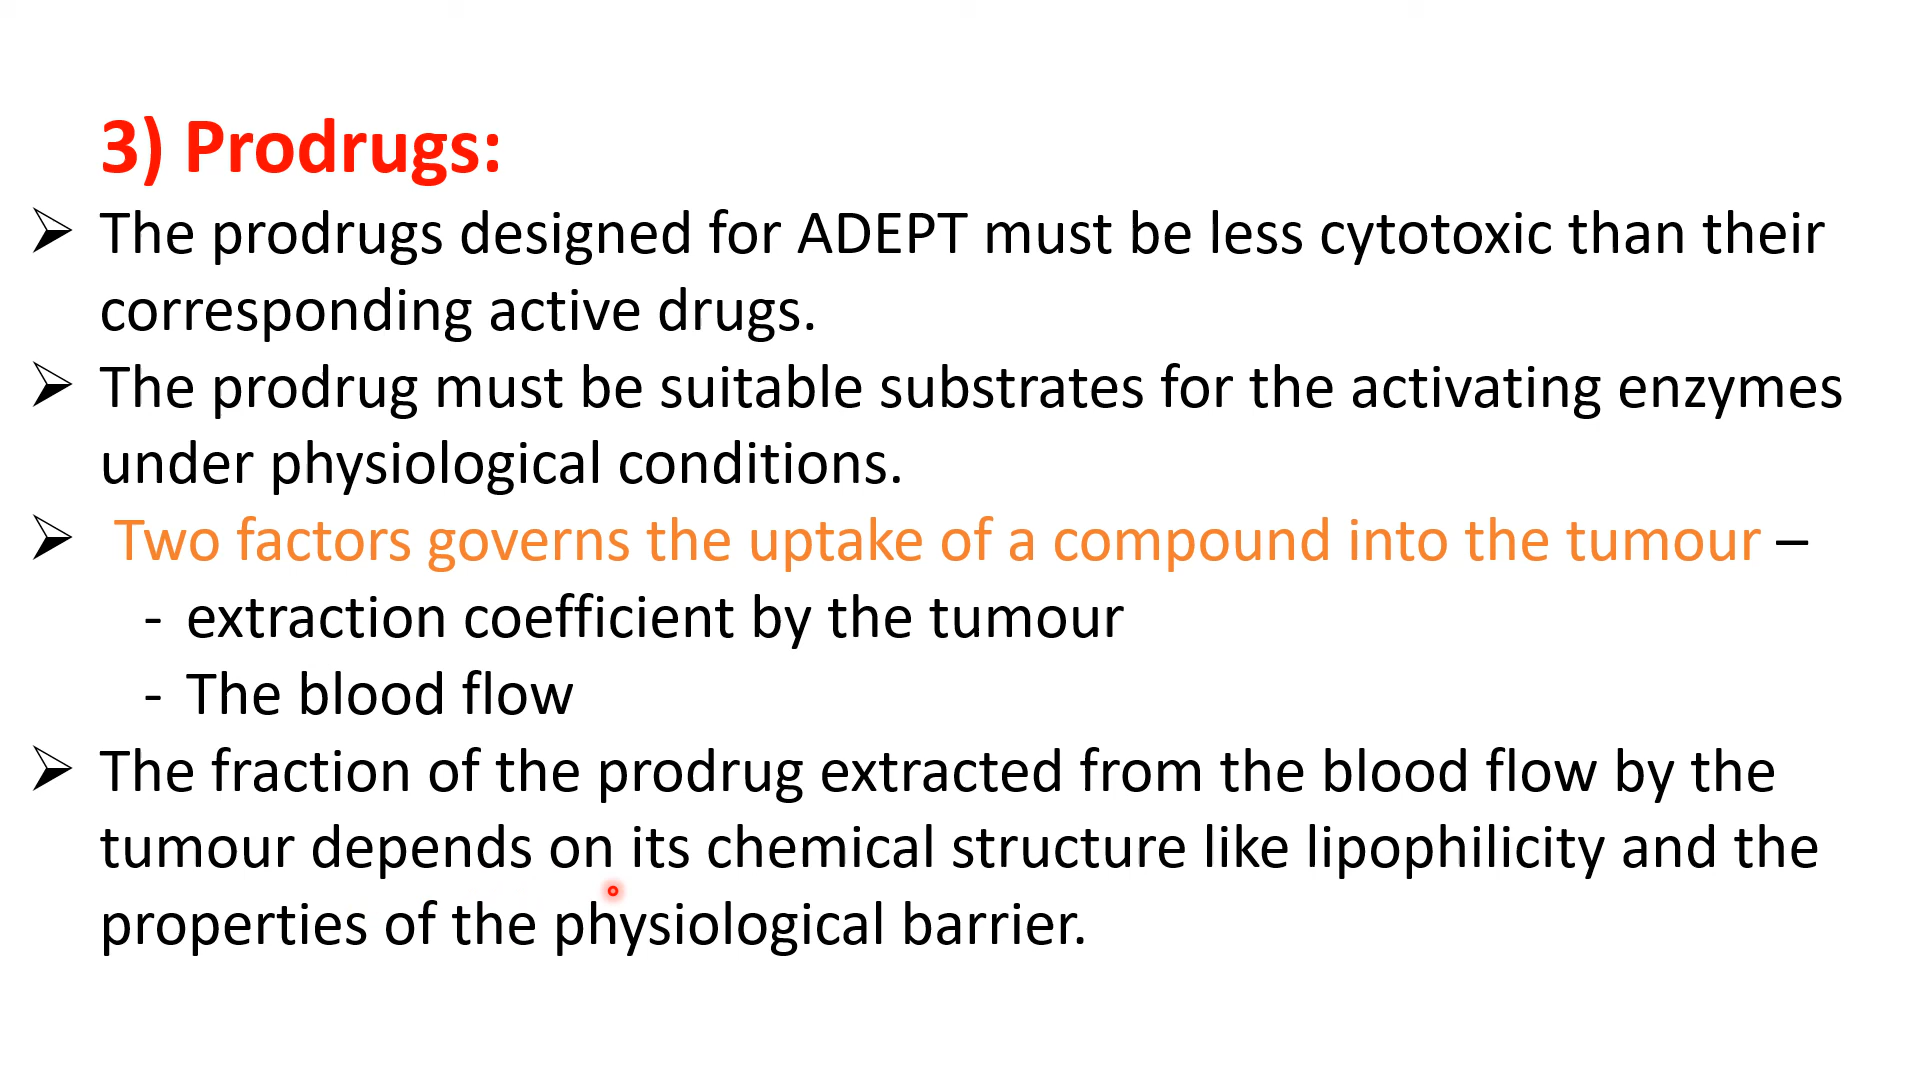 3) Prodrugs:
➢ The prodrugs designed for ADEPT must be less cytotoxic than their
corresponding active drugs.
➢ The prodrug must be suitable substrates for the activating enzymes
under physiological conditions.
➢ Two factors governs the uptake of a compound into the tumour –
- extraction coefficient by the tumour
- The blood flow
➢ The fraction of the prodrug extracted from the blood flow by the
tumour depends on its chemical structure like lipophilicity and the
properties of the physiological barrier.